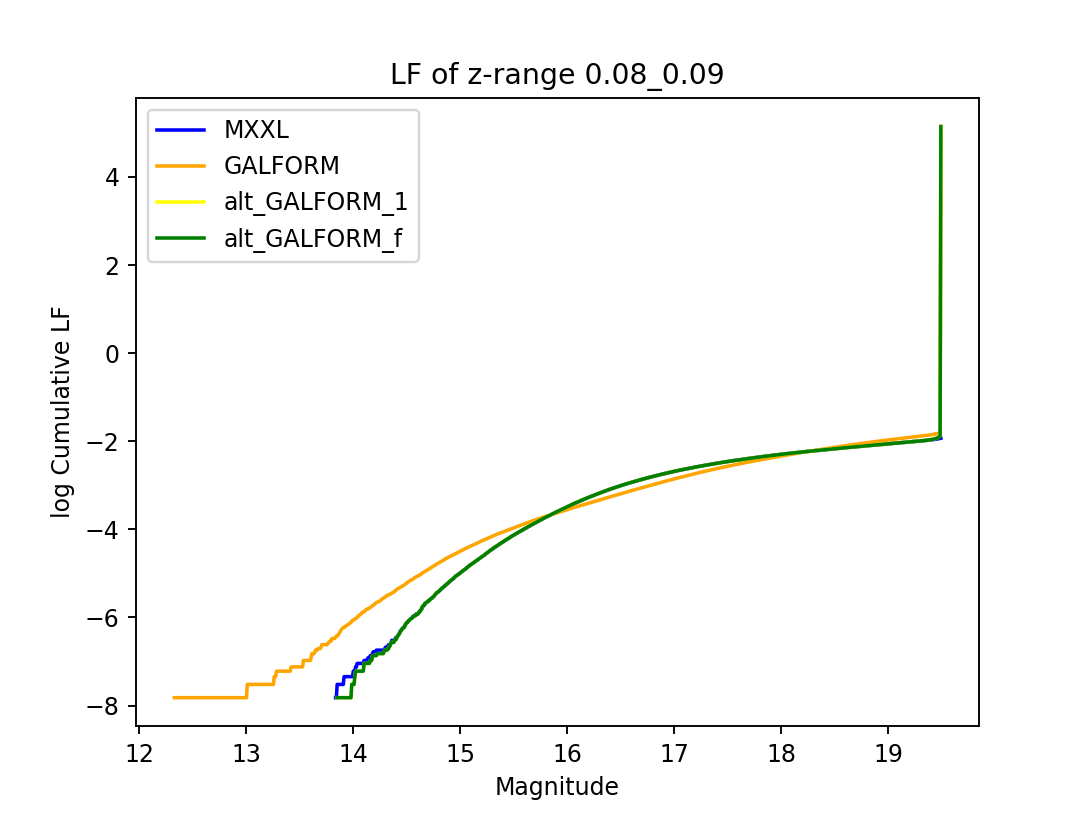 LF of z-range 0.08_0.09
MXXL
GALFORM
alt_GALFORM_1
alt_GALFORM_f
4
2
0
−2
−4
−6
−8
log Cumulative LF
12 13 14 15 16 17 18 19
Magnitude